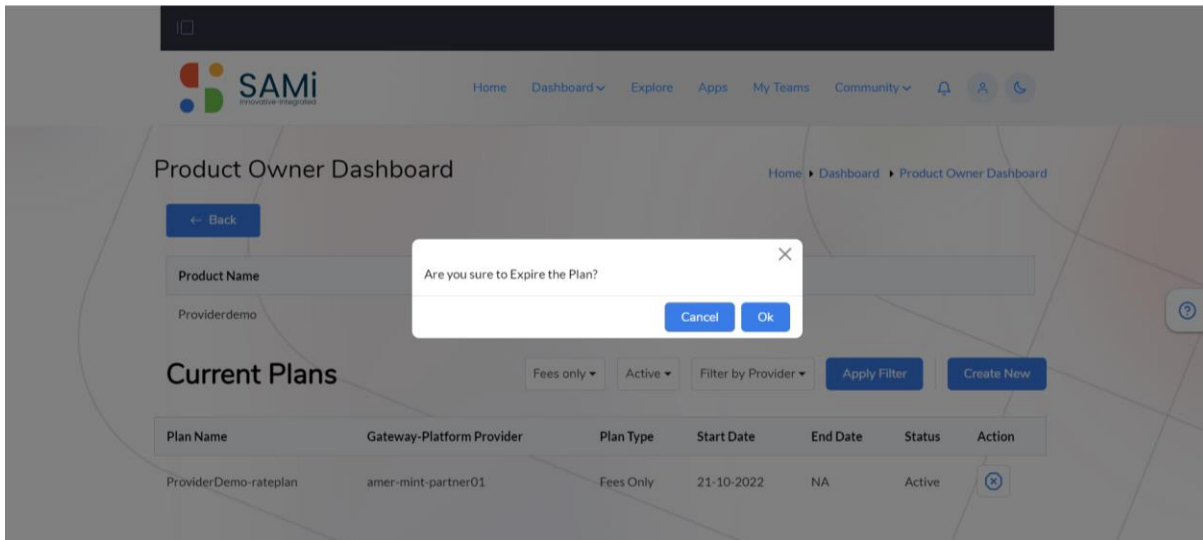 SAMi
Innovative-Integrated
Home Dashboard Explore Apps My Teams Community
Product Owner Dashboard
Home Dashboard Product Owner Dashboard
← Back
Product Name
Providerdemo
Are you sure to Expire the Plan?
Cancel Ok
Current Plans
Fees only Active Filter by Provider Apply Filter Create New
Plan Name Gateway-Platform Provider Plan Type Start Date End Date Status Action
ProviderDemo-rateplan amer-mint-partner01 Fees Only 21-10-2022 NA Active